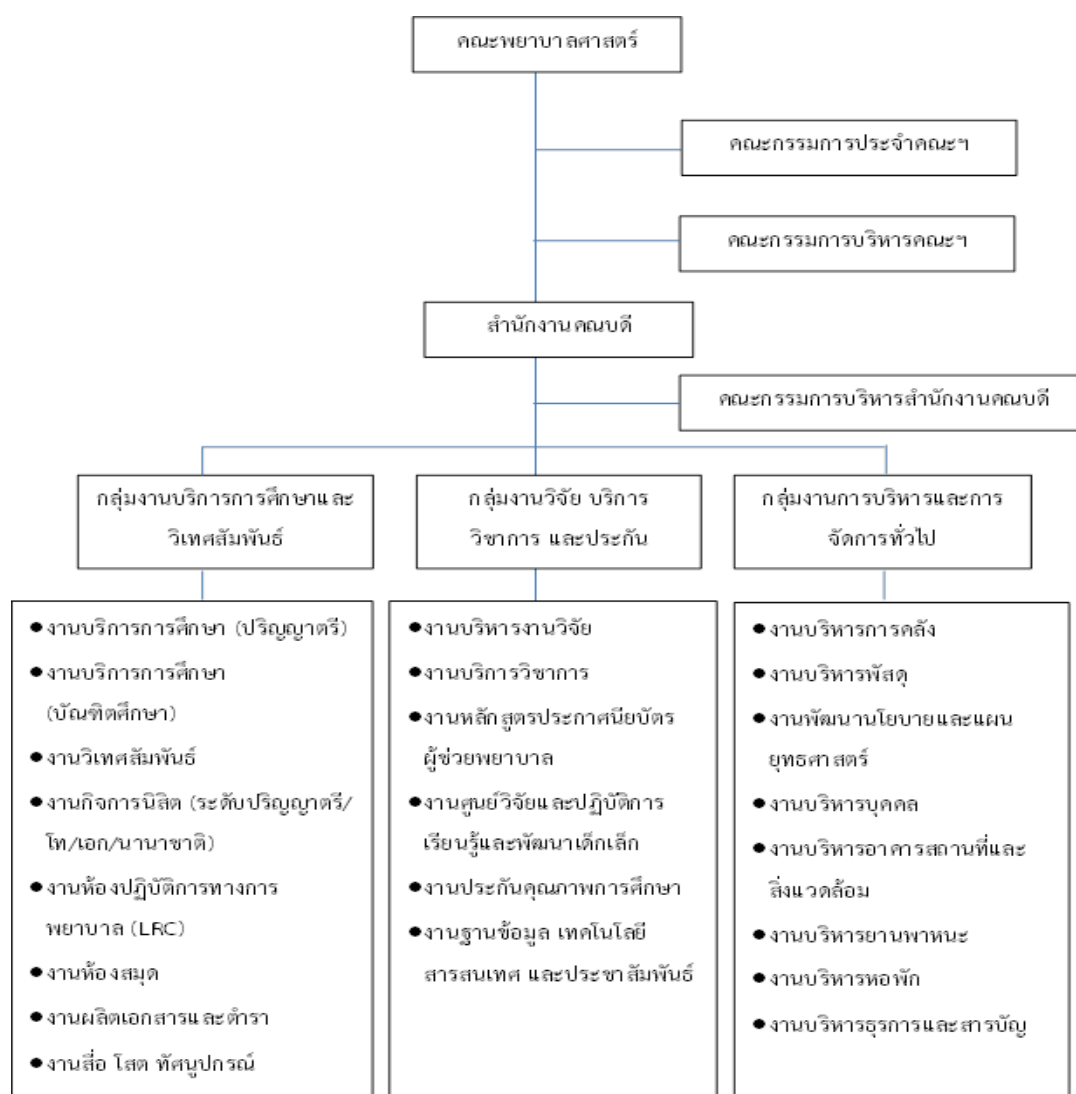 คณะพยาบาลศาสตร์
คณะกรรมการประจำคณะฯ
คณะกรรมการบริหารคณะฯ
สำนักงานคณบดี
คณะกรรมการบริหารสำนักงานคณบดี
กลุ่มงานบริการการศึกษาและ
วิเทศสัมพันธ์
กลุ่มงานวิจัย บริการ
วิชาการ และประกัน
กลุ่มงานการบริหารและการ
จัดการทั่วไป
●งานบริการการศึกษา (ปริญญาตรี)
●งานบริการการศึกษา
(บัณฑิตศึกษา)
●งานวิเทศสัมพันธ์
●งานกิจการนิสิต (ระดับปริญญาตรี/
โท/เอก/นานาชาติ)
●งานห้องปฏิบัติการทางการ
พยาบาล (LRC)
●งานห้องสมุด
●งานผลิตเอกสารและตำรา
●งานสื่อ โสต ทัศนูปกรณ์
●งานบริหารงานวิจัย
●งานบริการวิชาการ
●งานหลักสูตรประกาศนียบัตร
ผู้ช่วยพยาบาล
●งานศูนย์วิจัยและปฏิบัติการ
เรียนรู้และพัฒนาเด็กเล็ก
●งานประกันคุณภาพการศึกษา
●งานฐานข้อมูล เทคโนโลยี
สารสนเทศ และประชาสัมพันธ์
●งานบริหารการคลัง
●งานบริหารพัสดุ
●งานพัฒนานโยบายและแผน
ยุทธศาสตร์
●งานบริหารบุคคล
●งานบริหารอาคารสถานที่และ
สิ่งแวดล้อม
●งานบริหารยานพาหนะ
●งานบริหารหอพัก
●งานบริหารธุรการและสารบัญ